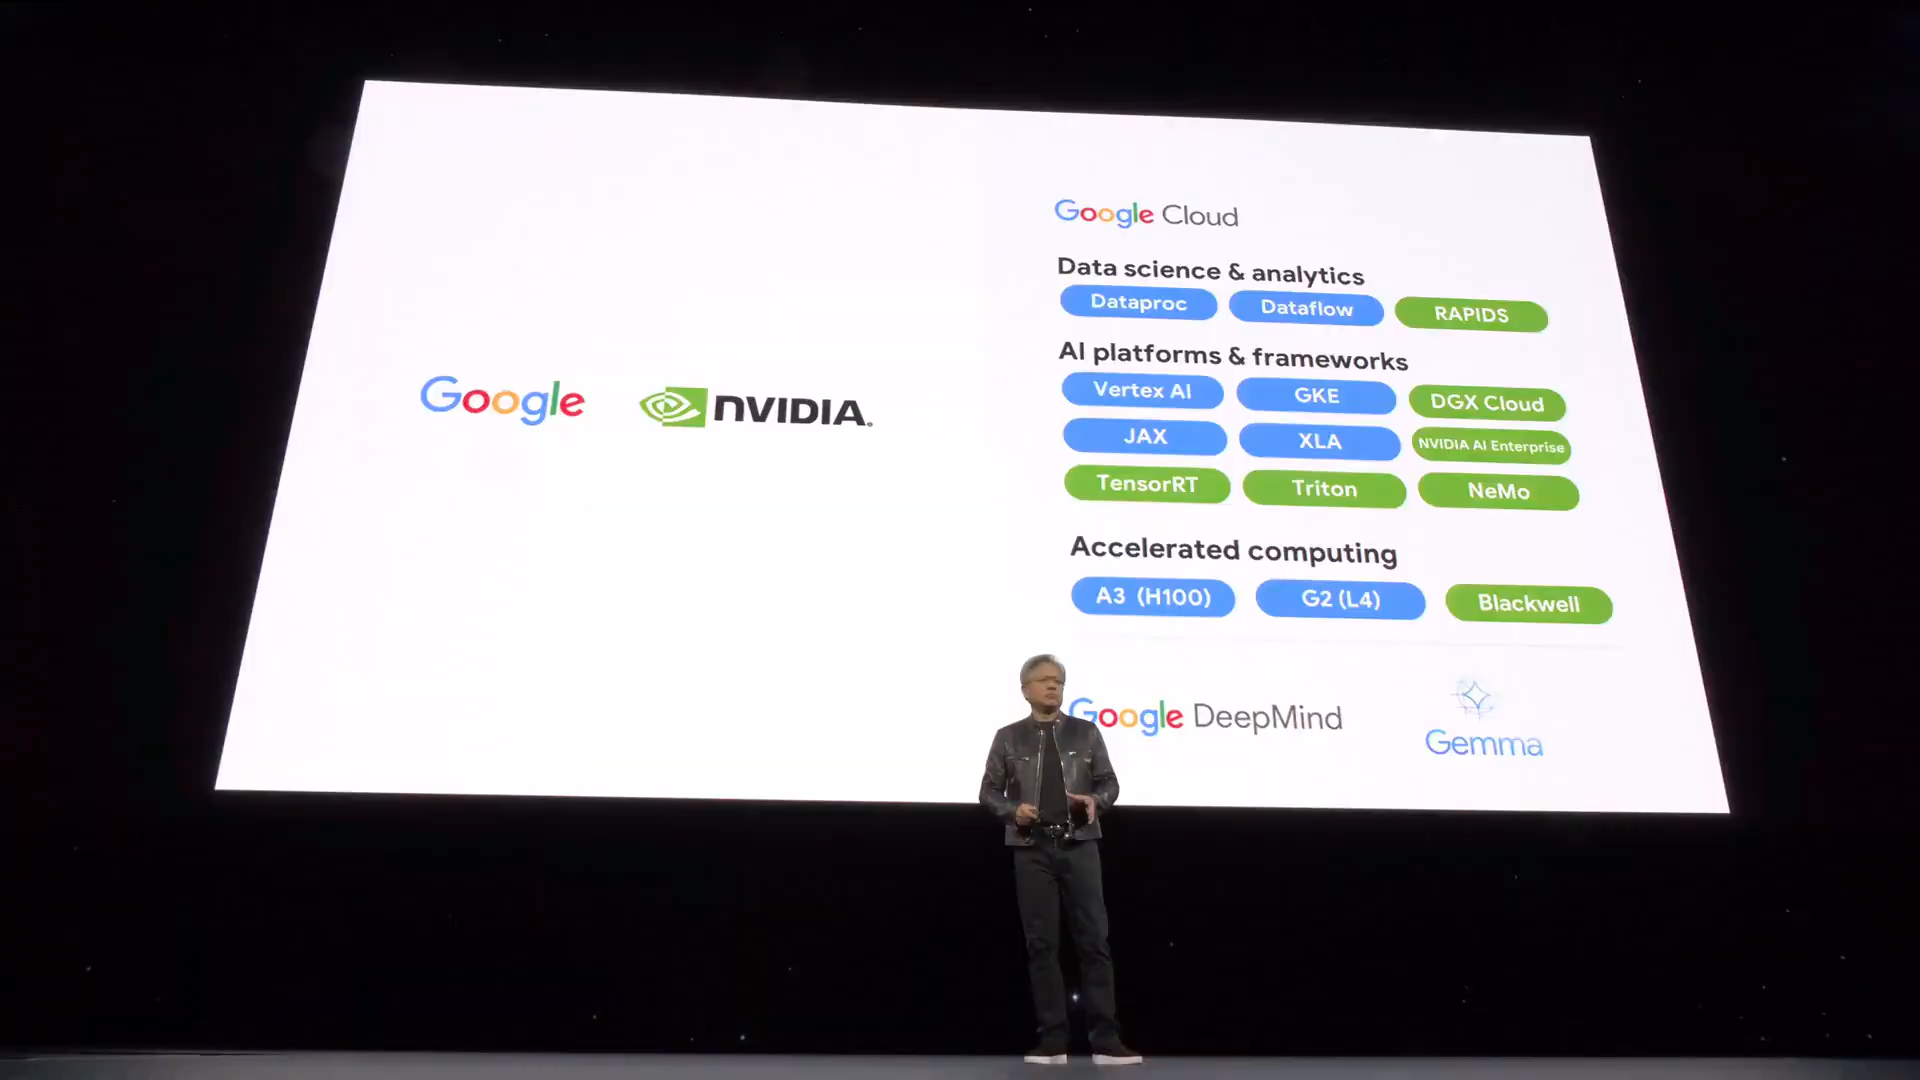 Google NVIDIA.
Google Cloud
Data science & analytics
Dataproc Dataflow RAPIDS
AI platforms & frameworks
Vertex AI GKE DGX Cloud
JAX XLA NVIDIA AI Enterprise
TensorRT Triton NeMo
Accelerated computing
A3 (H100) G2 (L4) Blackwell
Google DeepMind
Gemma